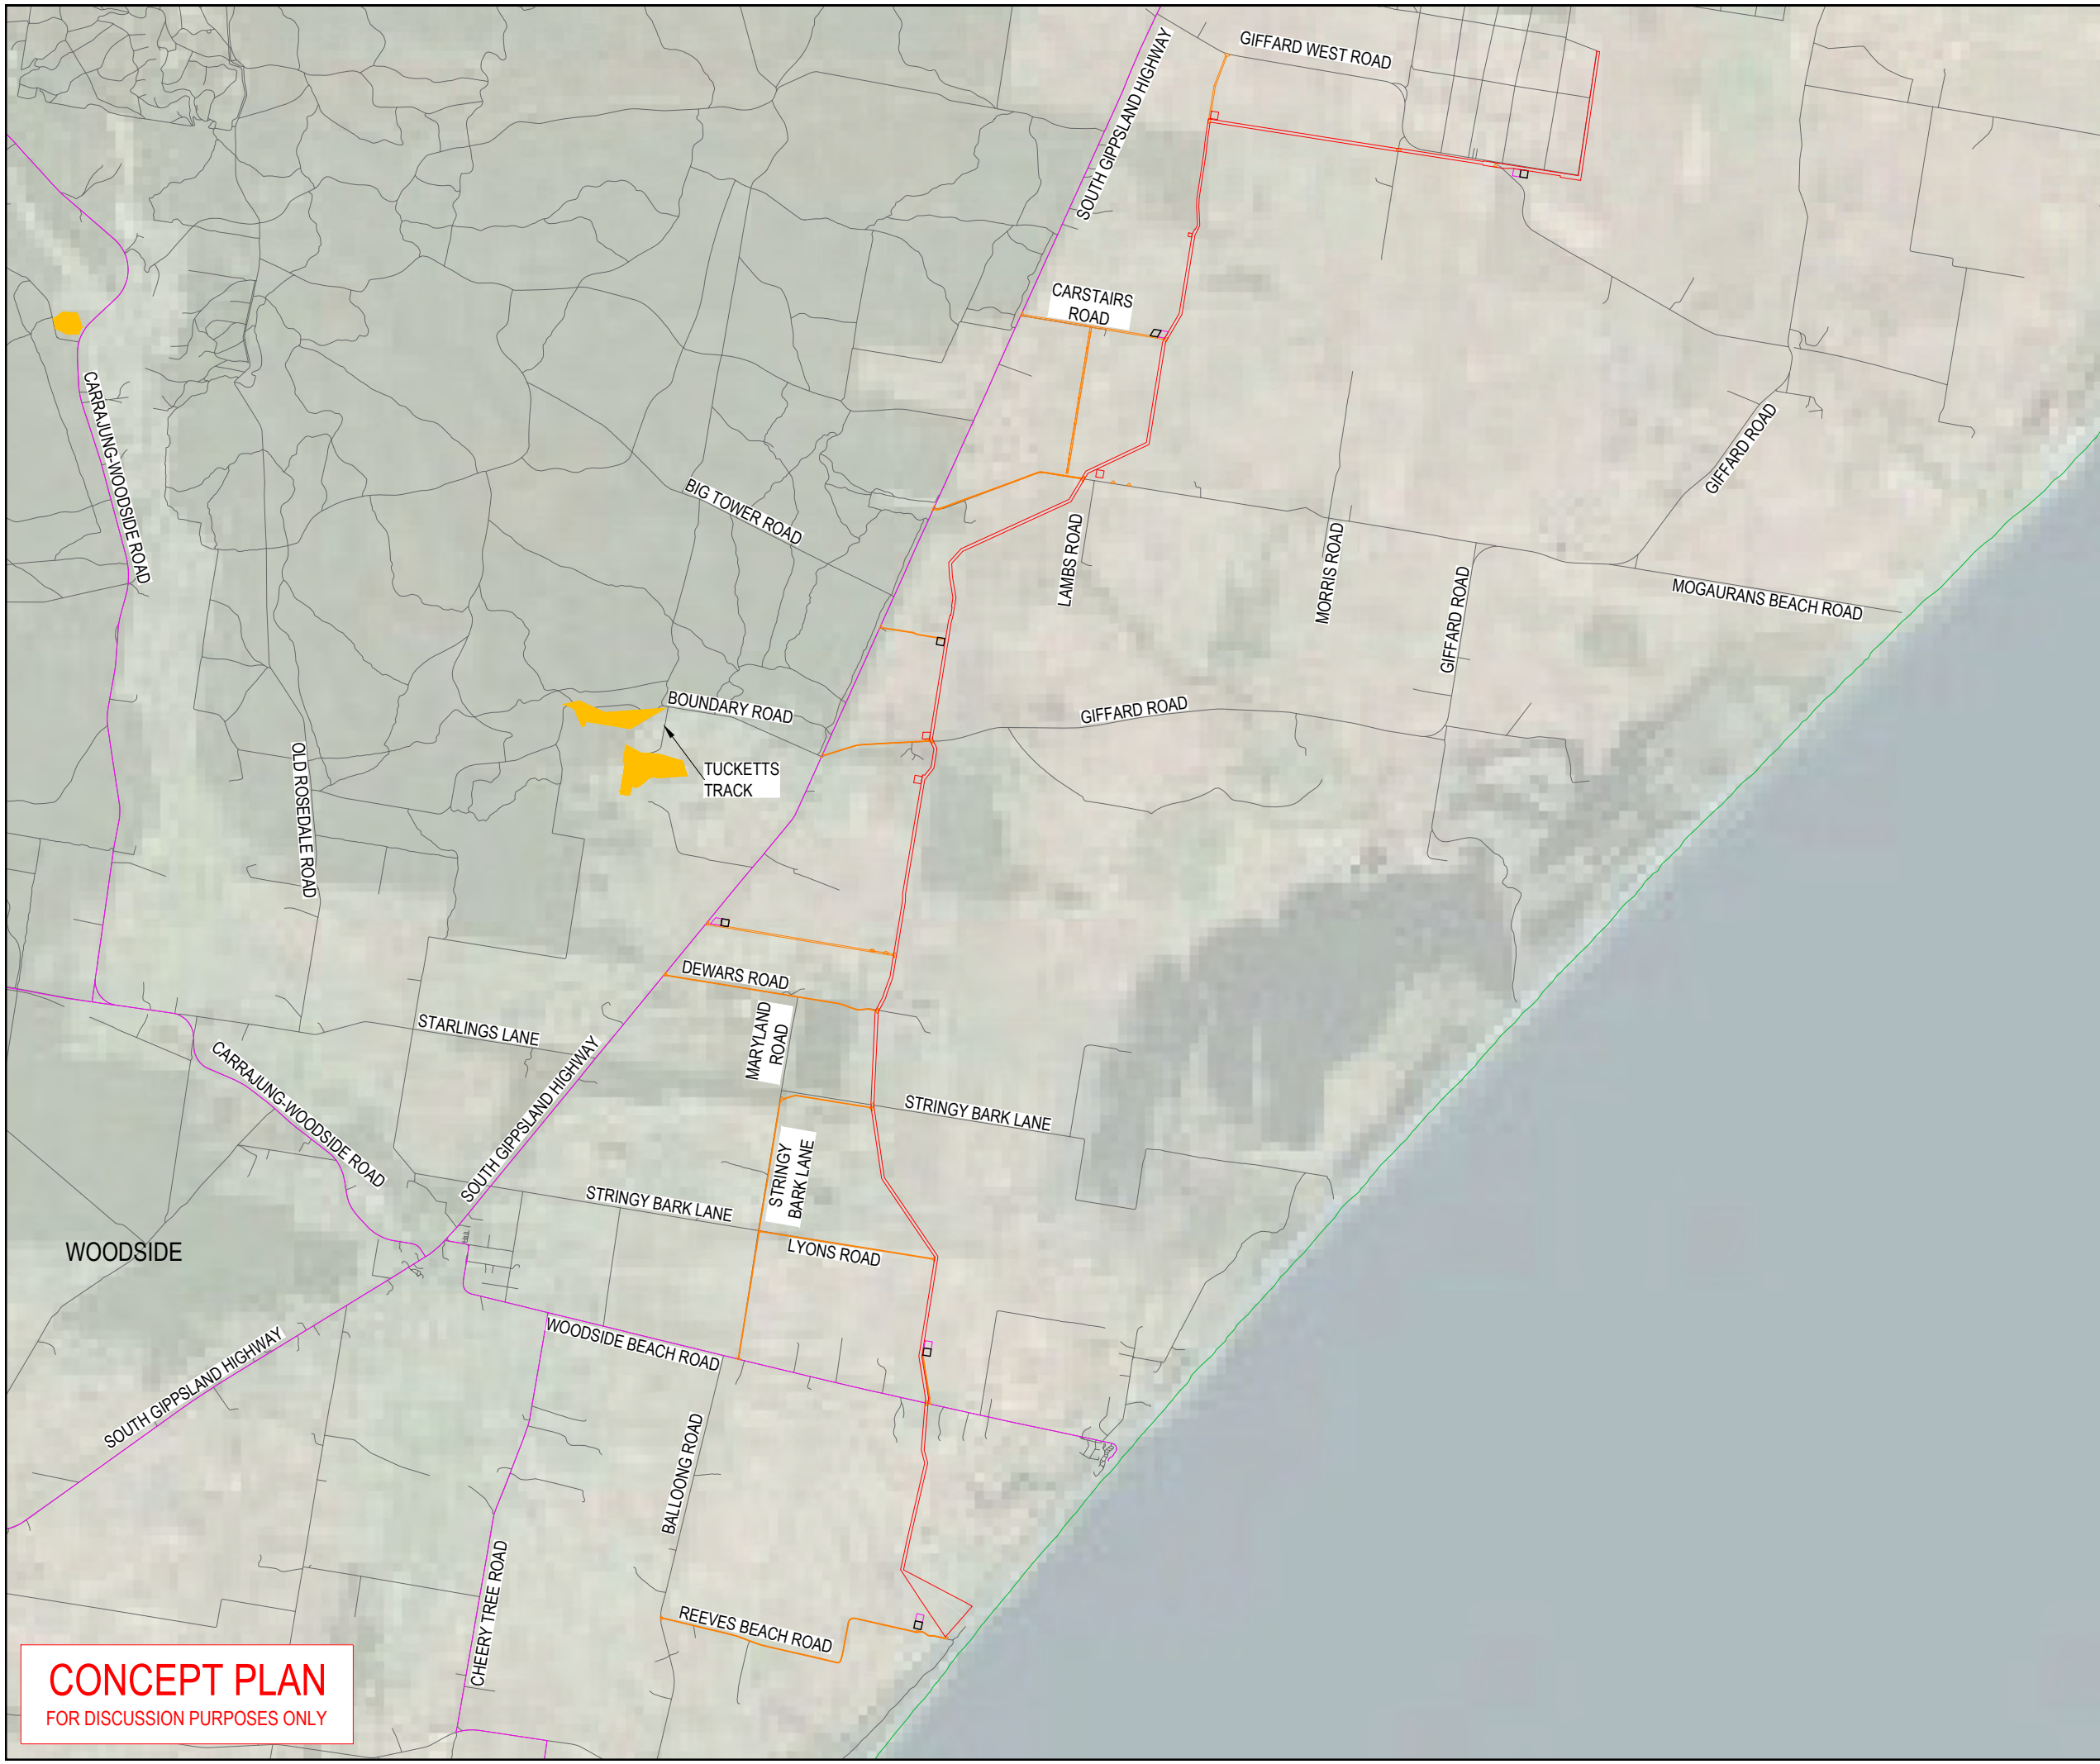 GIFFARD WEST ROAD
SOUTH GIPPSLAND HIGHWAY
CARSTAIRS
ROAD
CARRAJUNG-WOODSIDE ROAD
GIFFARD ROAD
BIG TOWER ROAD
LAMBS ROAD
MORRIS ROAD
GIFFARD ROAD
MOGAURANS BEACH ROAD
BOUNDARY ROAD
GIFFARD ROAD
TUCKETTS
TRACK
OLD ROSEDALE ROAD
DEWARS ROAD
MARYLAND
ROAD
STARLINGS LANE
SOUTH GIPPSLAND HIGHWAY
CARRAJUNG-WOODSIDE ROAD
STRINGY BARK LANE
STRINGY
BARK LANE
STRINGY BARK LANE
LYONS ROAD
WOODSIDE
WOODSIDE BEACH ROAD
SOUTH GIPPSLAND HIGHWAY
BALLOONG ROAD
CHEERY TREE ROAD
REEVES BEACH ROAD
CONCEPT PLAN
FOR DISCUSSION PURPOSES ONLY